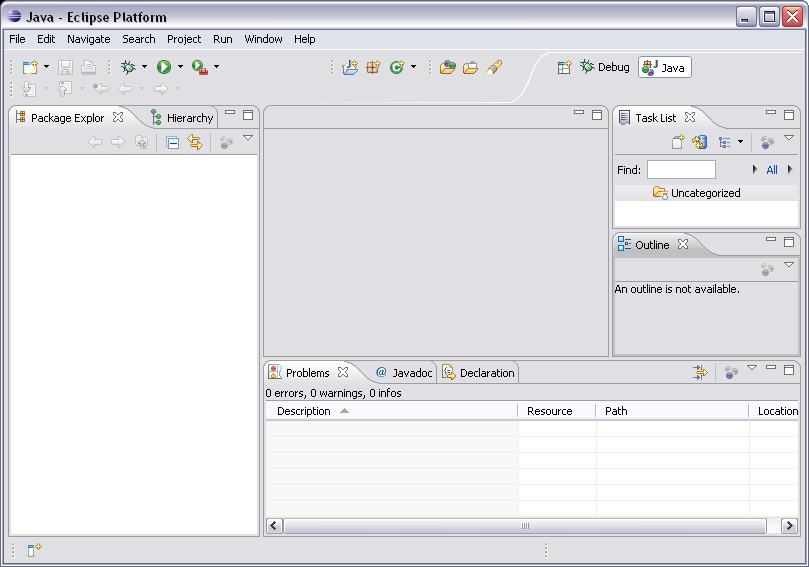 Java - Eclipse Platform
File Edit Navigate Search Project Run Window Help
Debug Java
Package Explor Hierarchy
Task List
Find: All
Uncategorized
Outline
An outline is not available.
Problems @ Javadoc Declaration
0 errors, 0 warnings, 0 infos
Description Resource Path Location